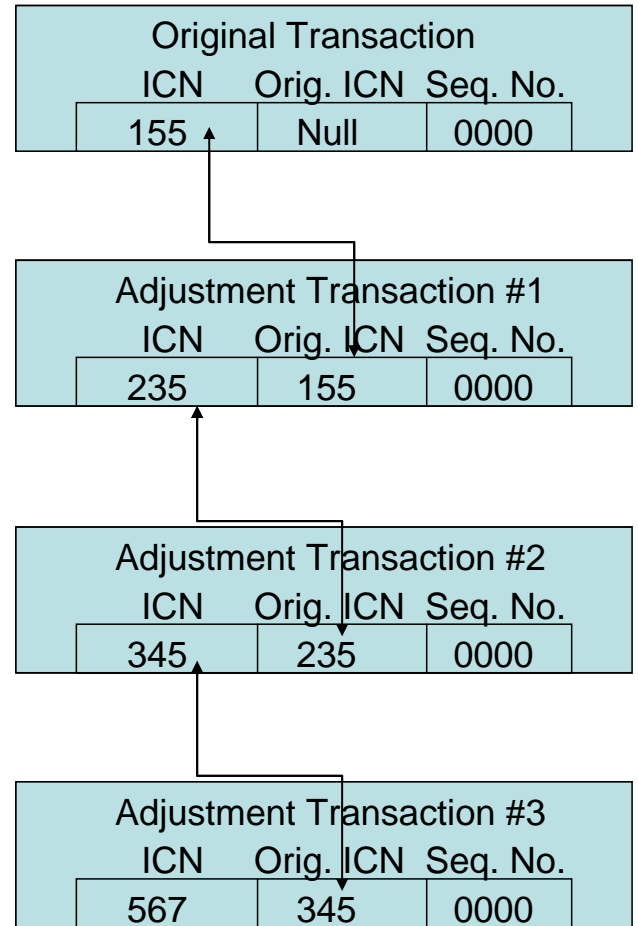 Original Transaction
ICN Orig. ICN Seq. No.
155 Null 0000
Adjustment Transaction #1
ICN Orig. ICN Seq. No.
235 155 0000
Adjustment Transaction #2
ICN Orig. ICN Seq. No.
345 235 0000
Adjustment Transaction #3
ICN Orig. ICN Seq. No.
567 345 0000